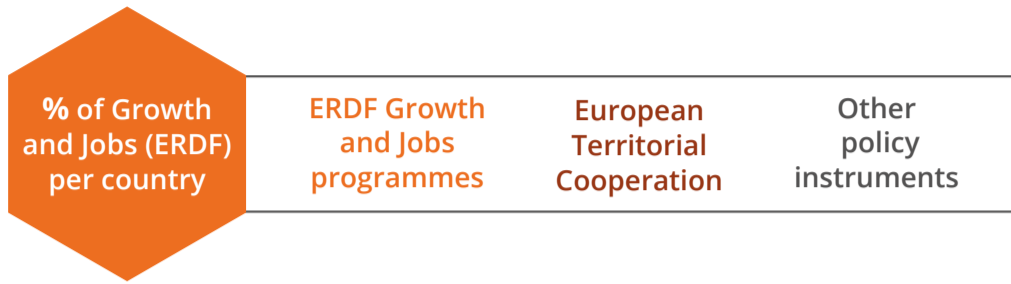 % of Growth
and Jobs (ERDF)
per country
ERDF Growth
and Jobs
programmes
European
Territorial
Cooperation
Other
policy
instruments